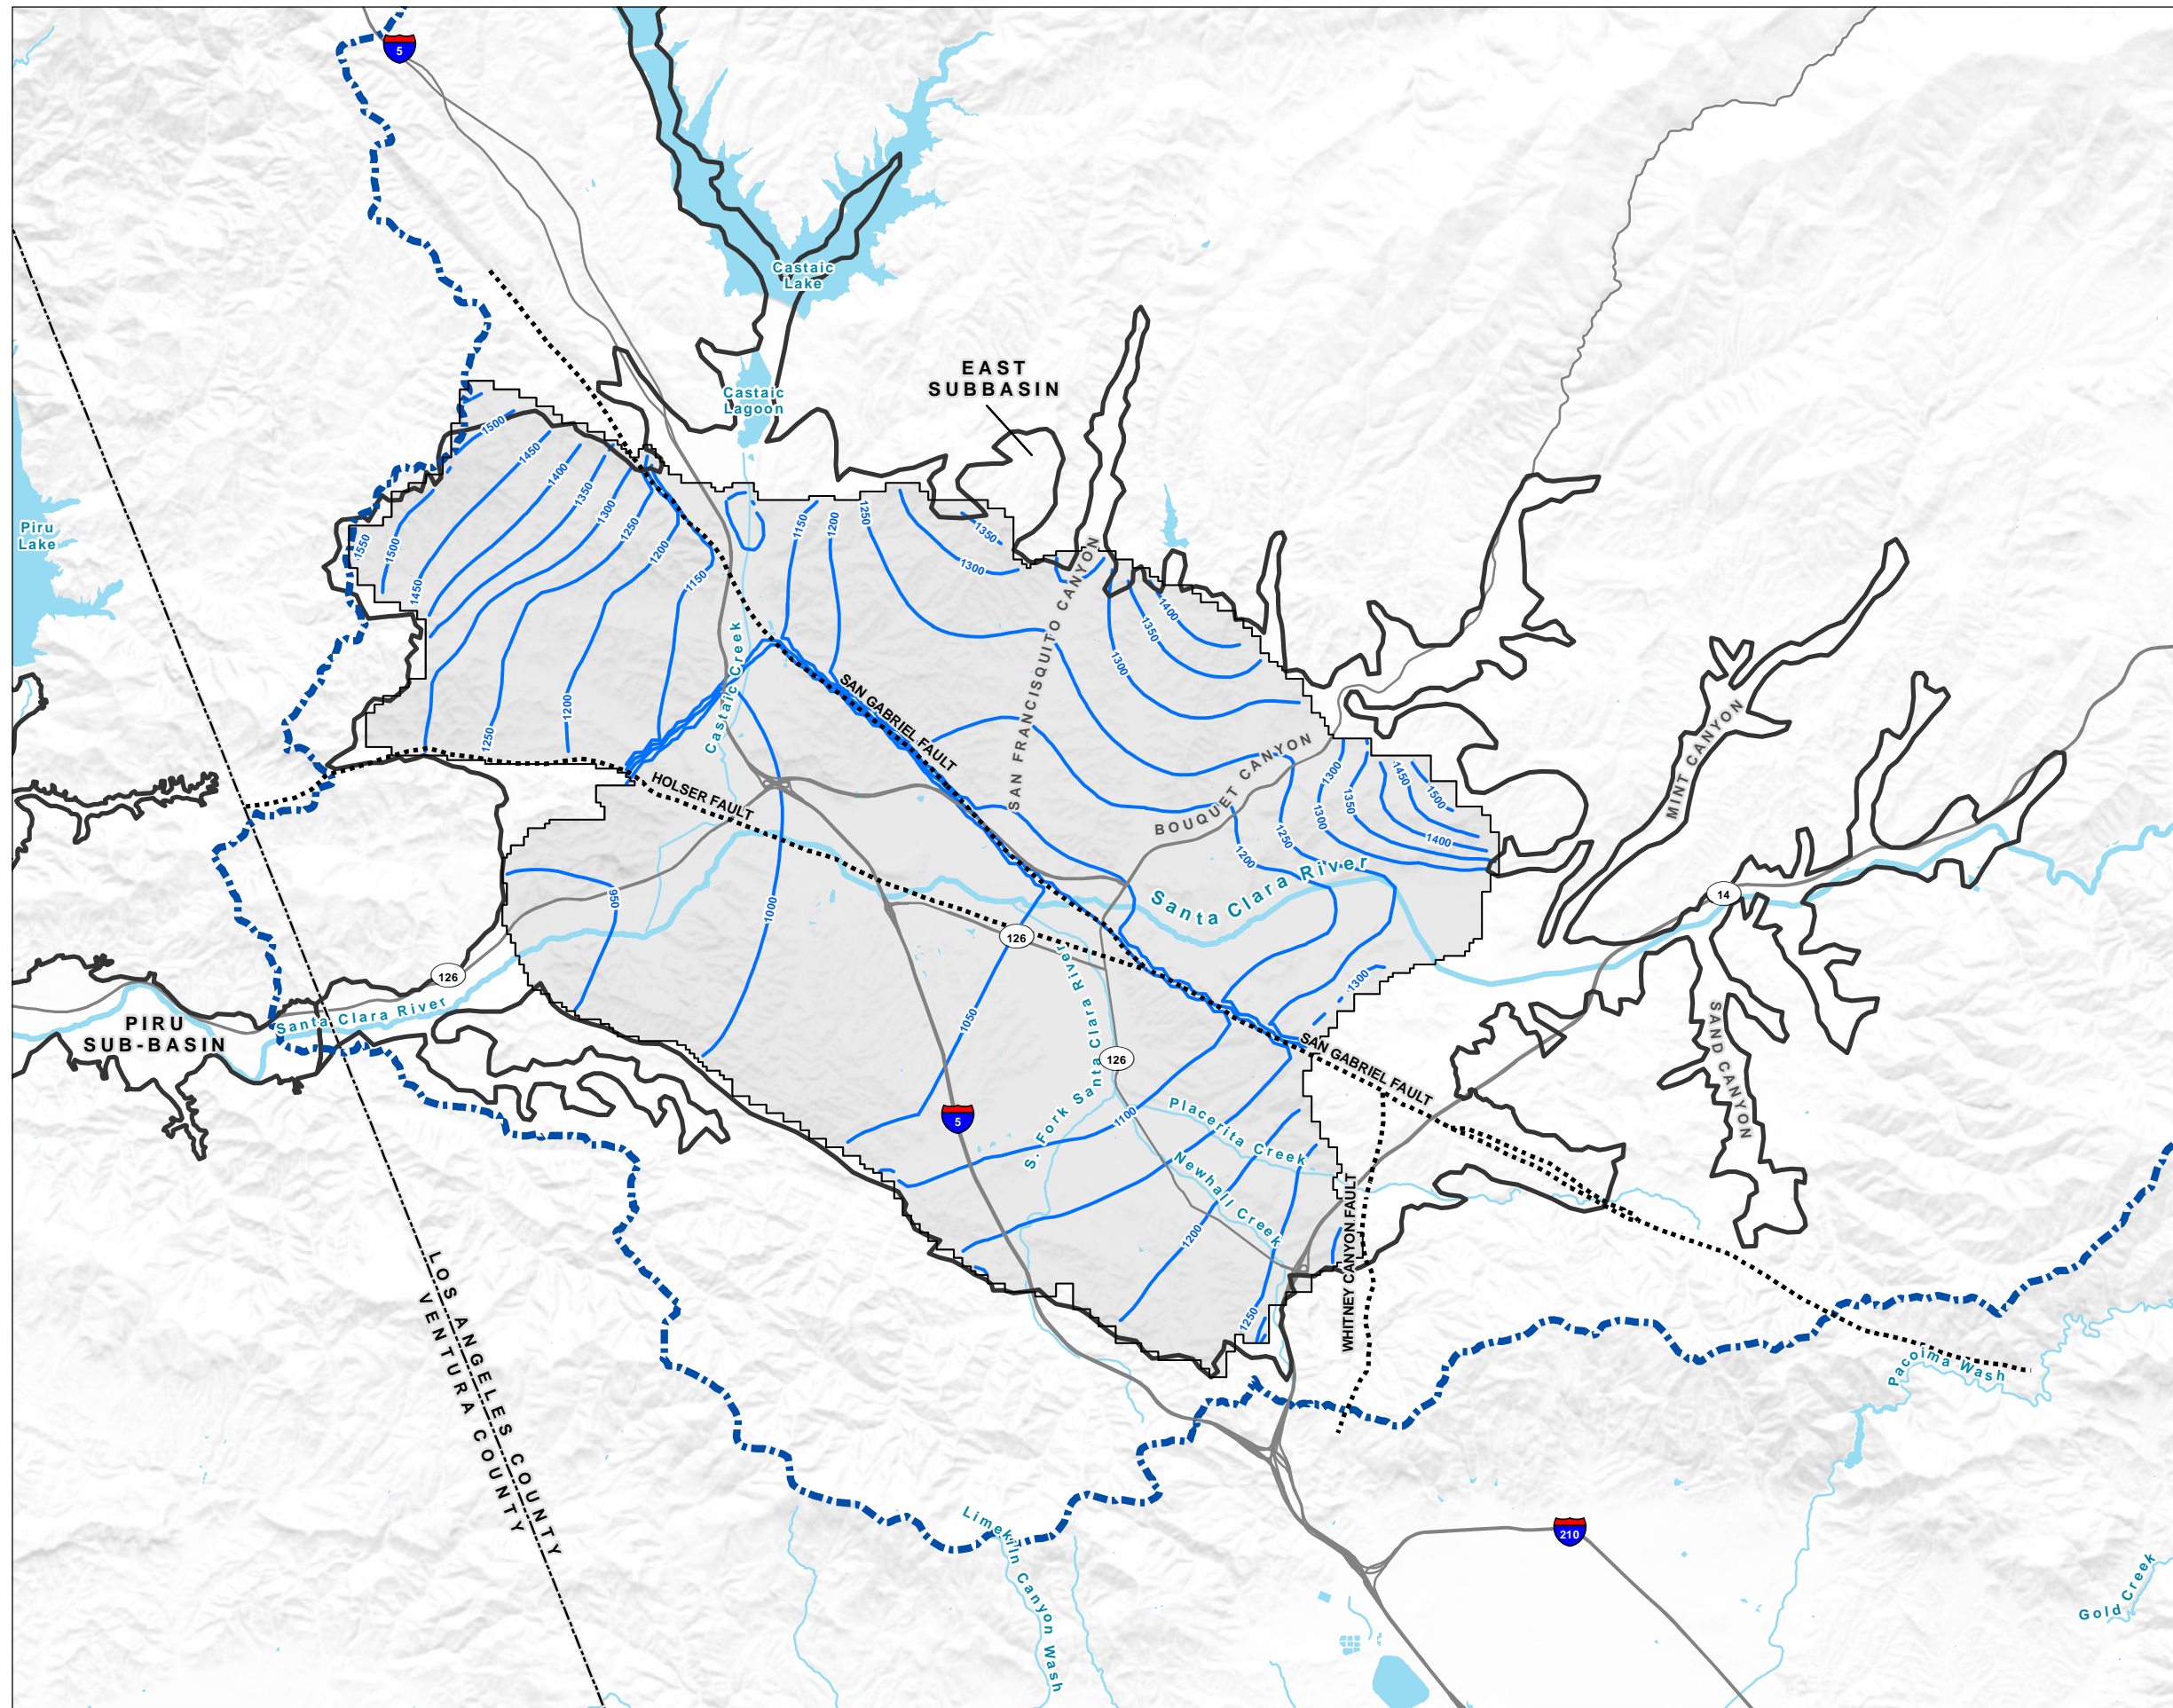 5
Castaic
Lake
EAST
SUBBASIN
Castaic
Lagoon
Piru
Lake
1500
1450
1400
1350
1300
1250
1200
1150
1550
1500
1450
1150
1200
1250
1350
1300
1400
1350
1300
SAN FRANCISQUITO CANYON
Castaic Creek
SAN GABRIEL FAULT
1250
1200
HOLSER FAULT
BOUQUET CANYON
1300
1350
1300
1450
1500
1400
1250
1200
MINT CANYON
Santa Clara River
14
950
1000
126
126
1300
1050
SAND CANYON
Santa Clara River
PIRU
SUB-BASIN
S. Fork Santa Clara River
126
SAN GABRIEL FAULT
5
1100
Placerita Creek
Newhall Creek
1200
1250
WHITNEY CANYON FAULT
LOS ANGELES COUNTY
VENTURA COUNTY
Pacoima Wash
Limekiln Canyon Wash
210
Gold Creek